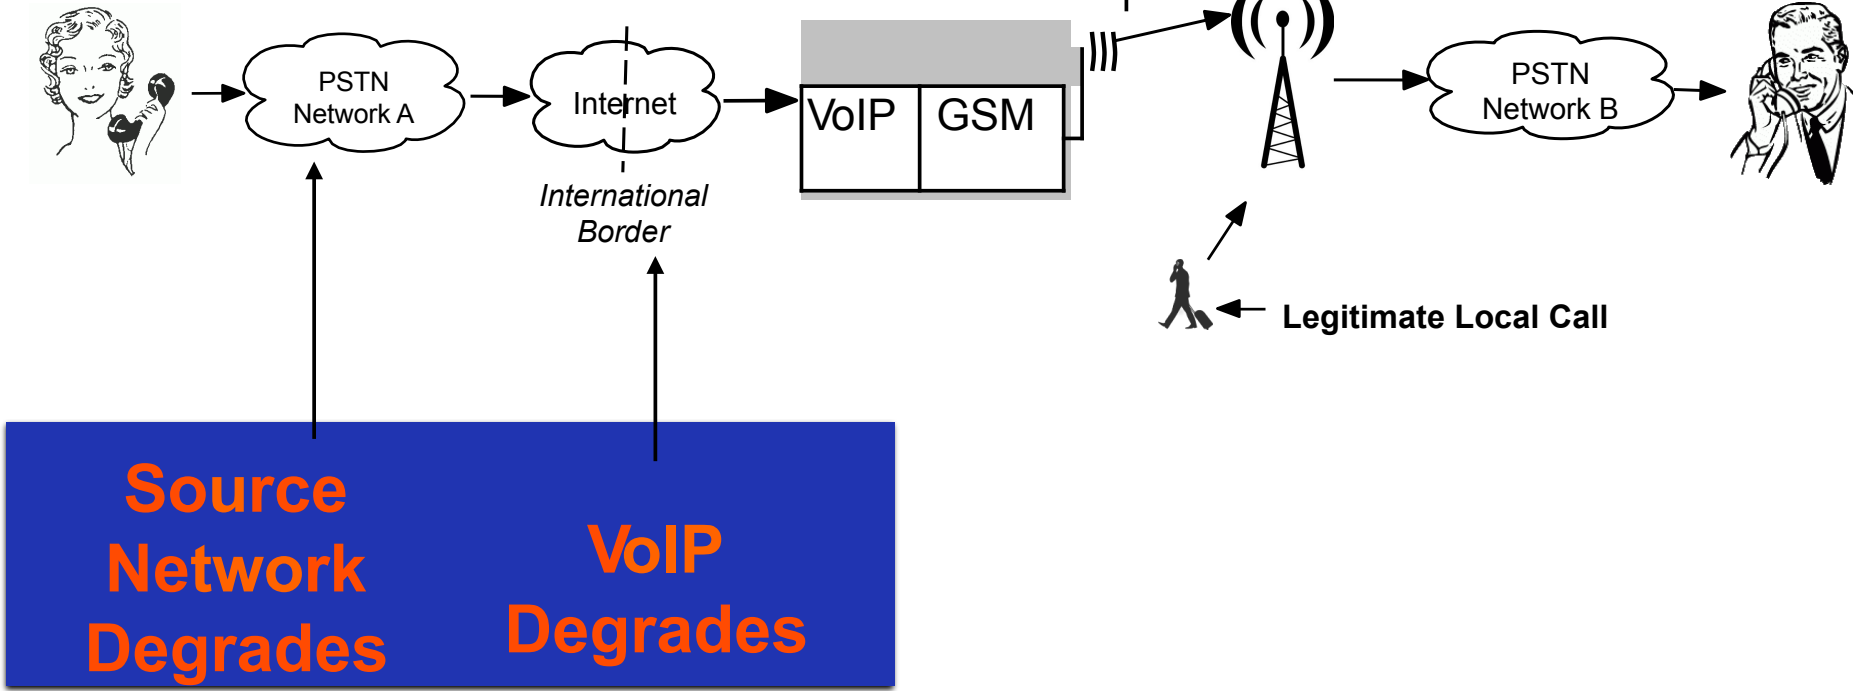 PSTN
Network A
Internet
VoIP
GSM
PSTN
Network B
International
Border
Legitimate Local Call
Source
Network
Degrades
VoIP
Degrades